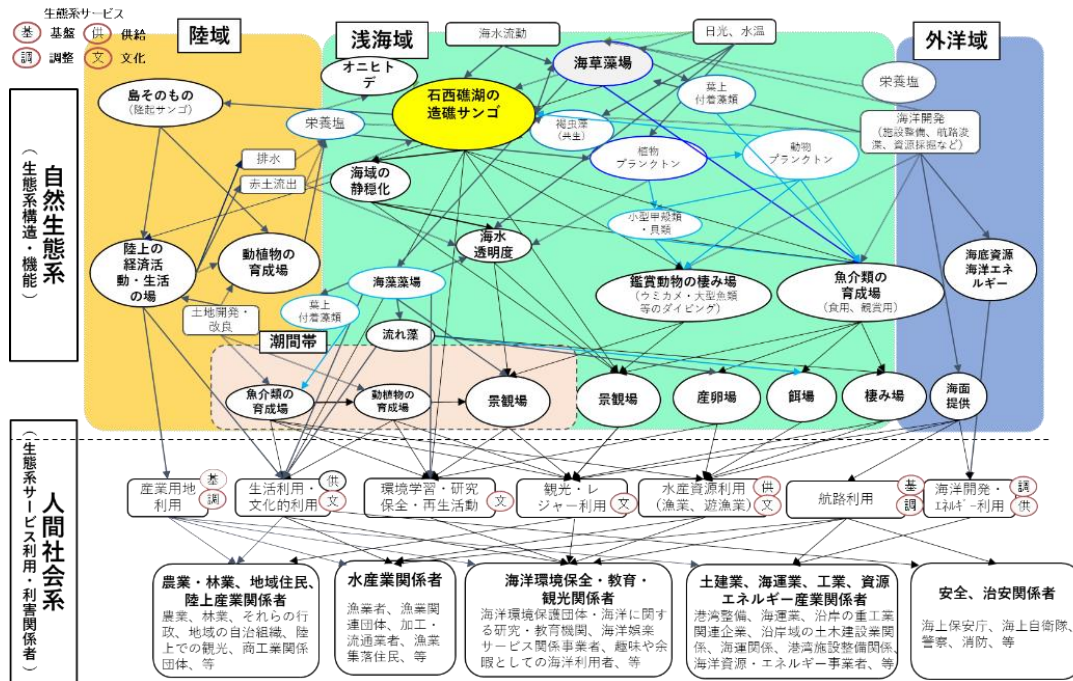 生態系サービス
基 基盤 供 供給
調 調整 文 文化
陸域
浅海域
外洋域
海水流動
日光、水温
オニヒト
デ
海草藻場
栄養塩
島そのもの
(隆起サンゴ)
石西礁湖の
造礁サンゴ
葉上
付着藻類
栄養塩
褐虫藻
(共生)
海洋開発
(施設整備、航路浚
渫、資源採掘など)
排水
赤土流出
海域の
静穏化
植物
プランクトン
動物
プランクトン
小型甲殻類
・貝類
自然生態系
(生態系構造・機能)
陸上の
経済活
動・生活
の場
動植物の
育成場
海水
透明度
海藻藻場
鑑賞動物の棲み場
(ウミカメ・大型魚類
等のダイビング)
魚介類の
育成場
(食用、観賞用)
海底資源
海洋エネ
ルギー
土地開発・
改良
葉上
付着藻類
流れ藻
潮間帯
魚介類の
育成場
動植物の
育成場
景観場
景観場
産卵場
餌場
棲み場
海面
提供
人間社会系
(生態系サービス利用・利害関係者)
産業用地
利用
基
調
生活利用・
文化的利用
供
文
環境学習・研究
保全・再生活動
文
観光・レ
ジャー利用
文
水産資源利用
(漁業、遊漁業)
供
文
航路利用
基
調
海洋開発・
エネルギー利用
調
供
農業・林業、地域住民、
陸上産業関係者
農業、林業、それらの行
政、地域の自治組織、陸
上での観光、商工業関係
団体、等
水産業関係者
漁業者、漁業関
連団体、加工・
流通業者、漁業
集落住民、等
海洋環境保全・教育・
観光関係者
海洋環境保護団体・海洋に関す
る研究・教育機関、海洋娯楽
サービス関係事業者、趣味や余
暇としての海洋利用者、等
土建業、海運業、工業、資源
エネルギー産業関係者
港湾整備、海運業、沿岸の重工業
関連企業、沿岸域の土木建設業関
係、海運関係、港湾施設整備関係、
海洋資源・エネルギー事業者、等
安全、治安関係者
海上保安庁、海上自衛隊、
警察、消防、等